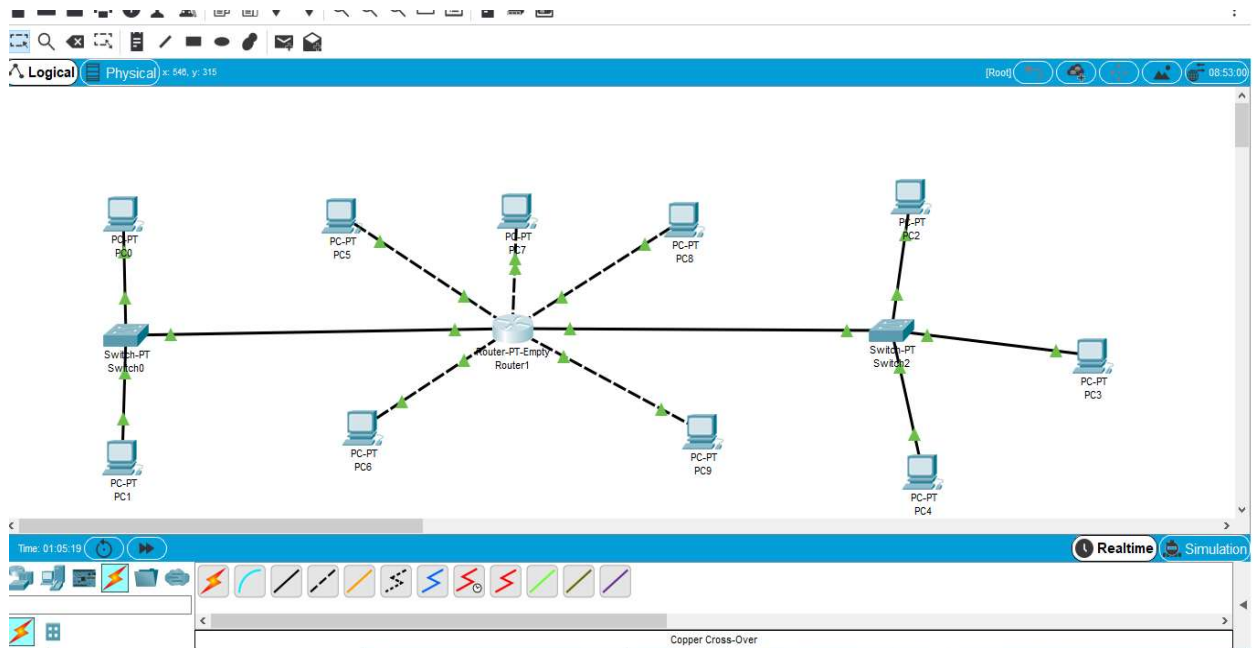 Logical
Physical
x: 546, y: 315
[Root]
08:53:00
PC-PT
PC0
PC-PT
PC5
PC-PT
PC7
PC-PT
PC8
PC-PT
PC2
Switch-PT
Switch0
Router-PT-Empty
Router1
Switch-PT
Switch2
PC-PT
PC3
PC-PT
PC1
PC-PT
PC6
PC-PT
PC9
PC-PT
PC4
Time: 01:05:19
Realtime
Simulation
Copper Cross-Over